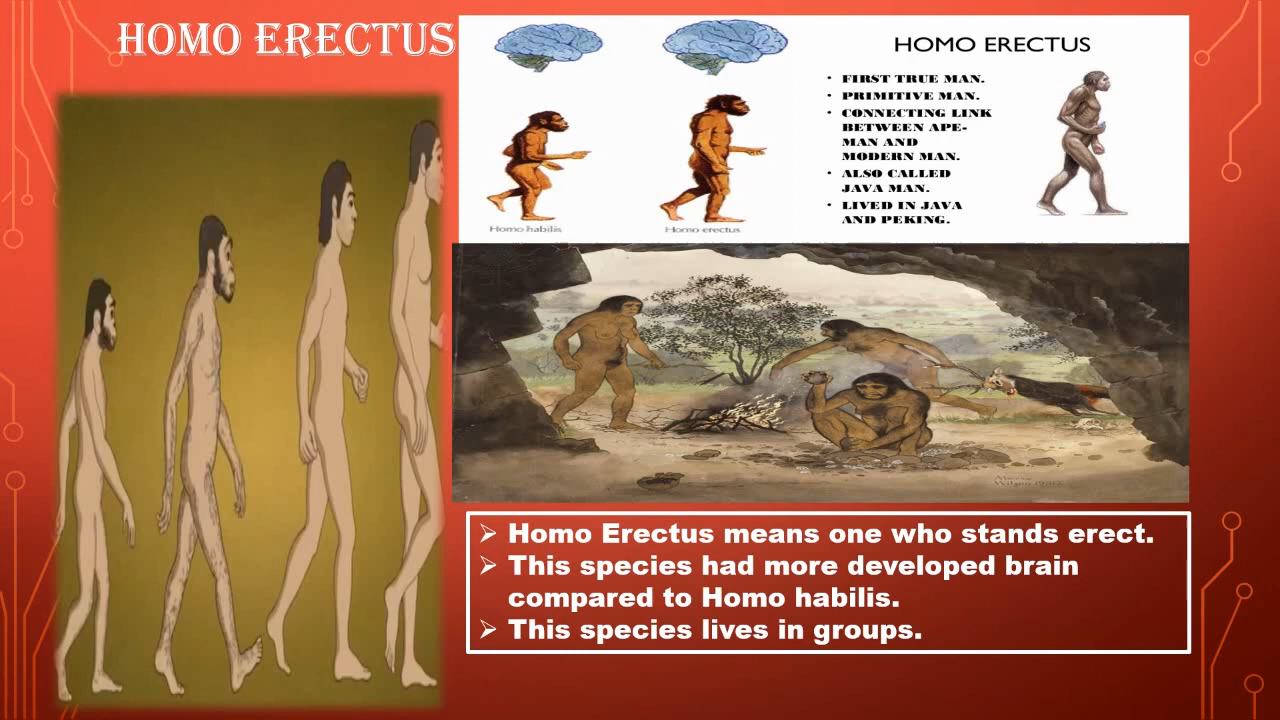 HOMO ERECTUS
HOMO ERECTUS
• FIRST TRUE MAN.
• PRIMITIVE MAN.
• CONNECTING LINK
BETWEEN APE-
MAN AND
MODERN MAN.
• ALSO CALLED
JAVA MAN.
• LIVED IN JAVA
AND PEKING.
Homo habilis
Homo erectus
➢ Homo Erectus means one who stands erect.
➢ This species had more developed brain
compared to Homo habilis.
➢ This species lives in groups.